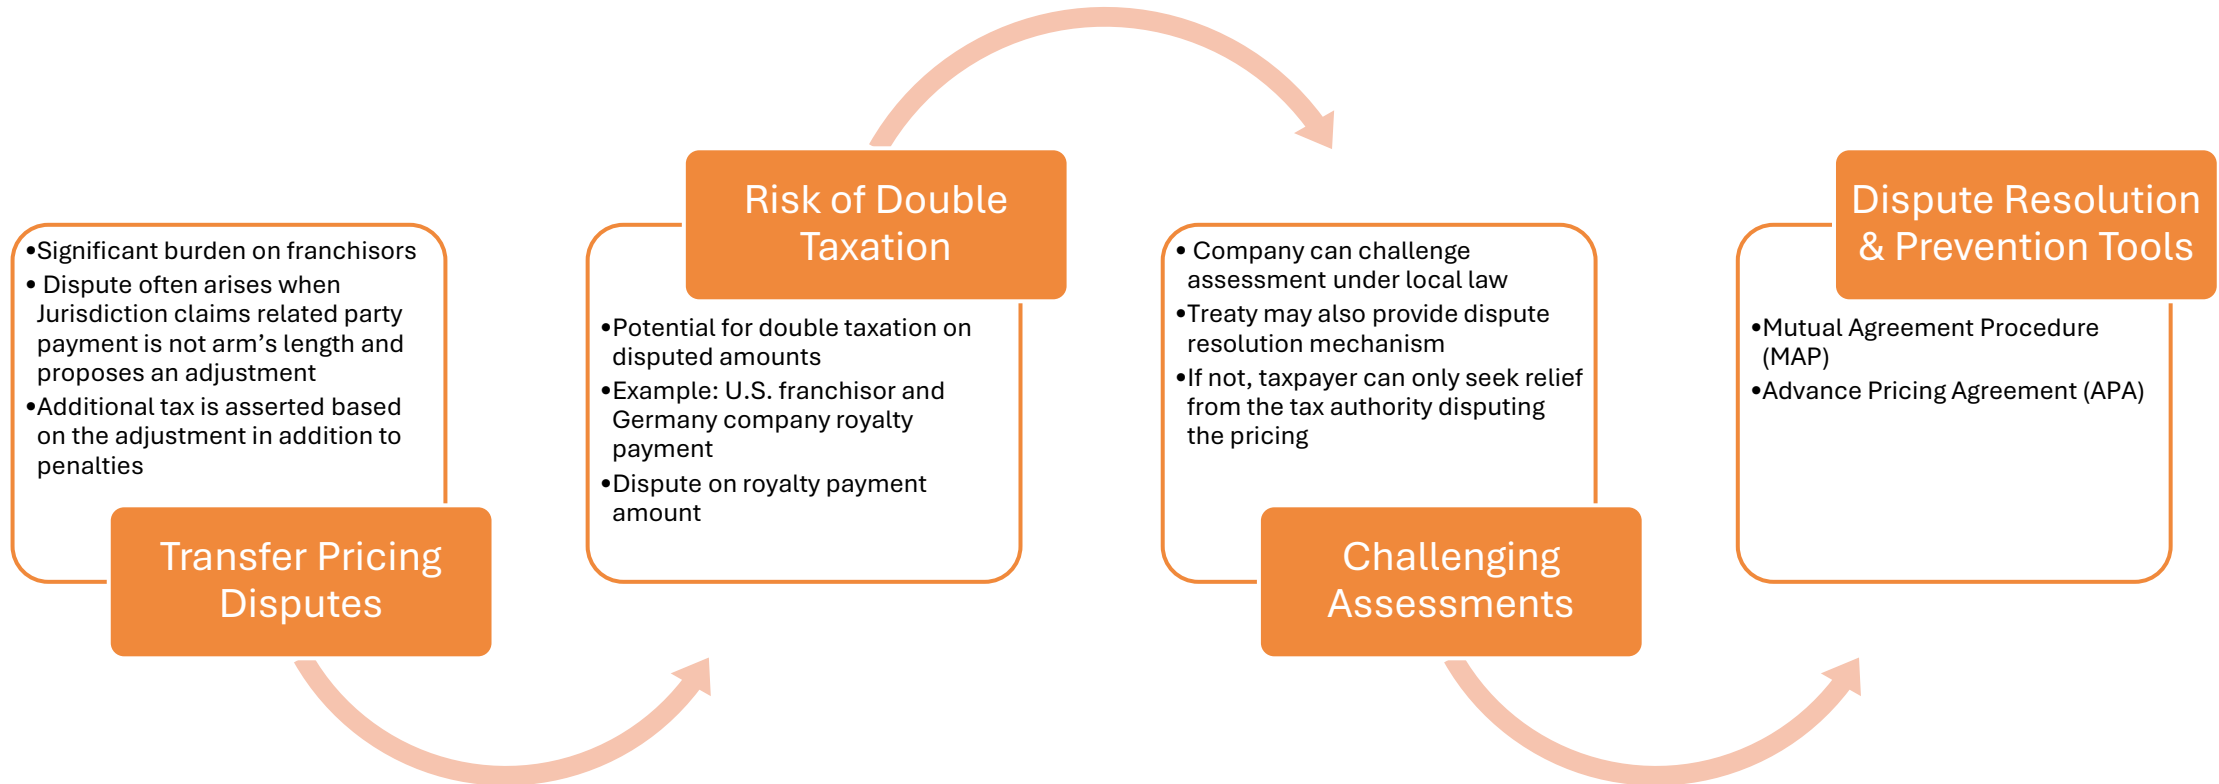 •Significant burden on franchisors
• Dispute often arises when
Jurisdiction claims related party
payment is not arm's length and
proposes an adjustment
•Additional tax is asserted based
on the adjustment in addition to
penalties
Transfer Pricing
Disputes
Risk of Double
Taxation
•Potential for double taxation on
disputed amounts
•Example: U.S. franchisor and
Germany company royalty
payment
•Dispute on royalty payment
amount
• Company can challenge
assessment under local law
•Treaty may also provide dispute
resolution mechanism
•If not, taxpayer can only seek relief
from the tax authority disputing
the pricing
Challenging
Assessments
Dispute Resolution
& Prevention Tools
•Mutual Agreement Procedure
(MAP)
•Advance Pricing Agreement (APA)